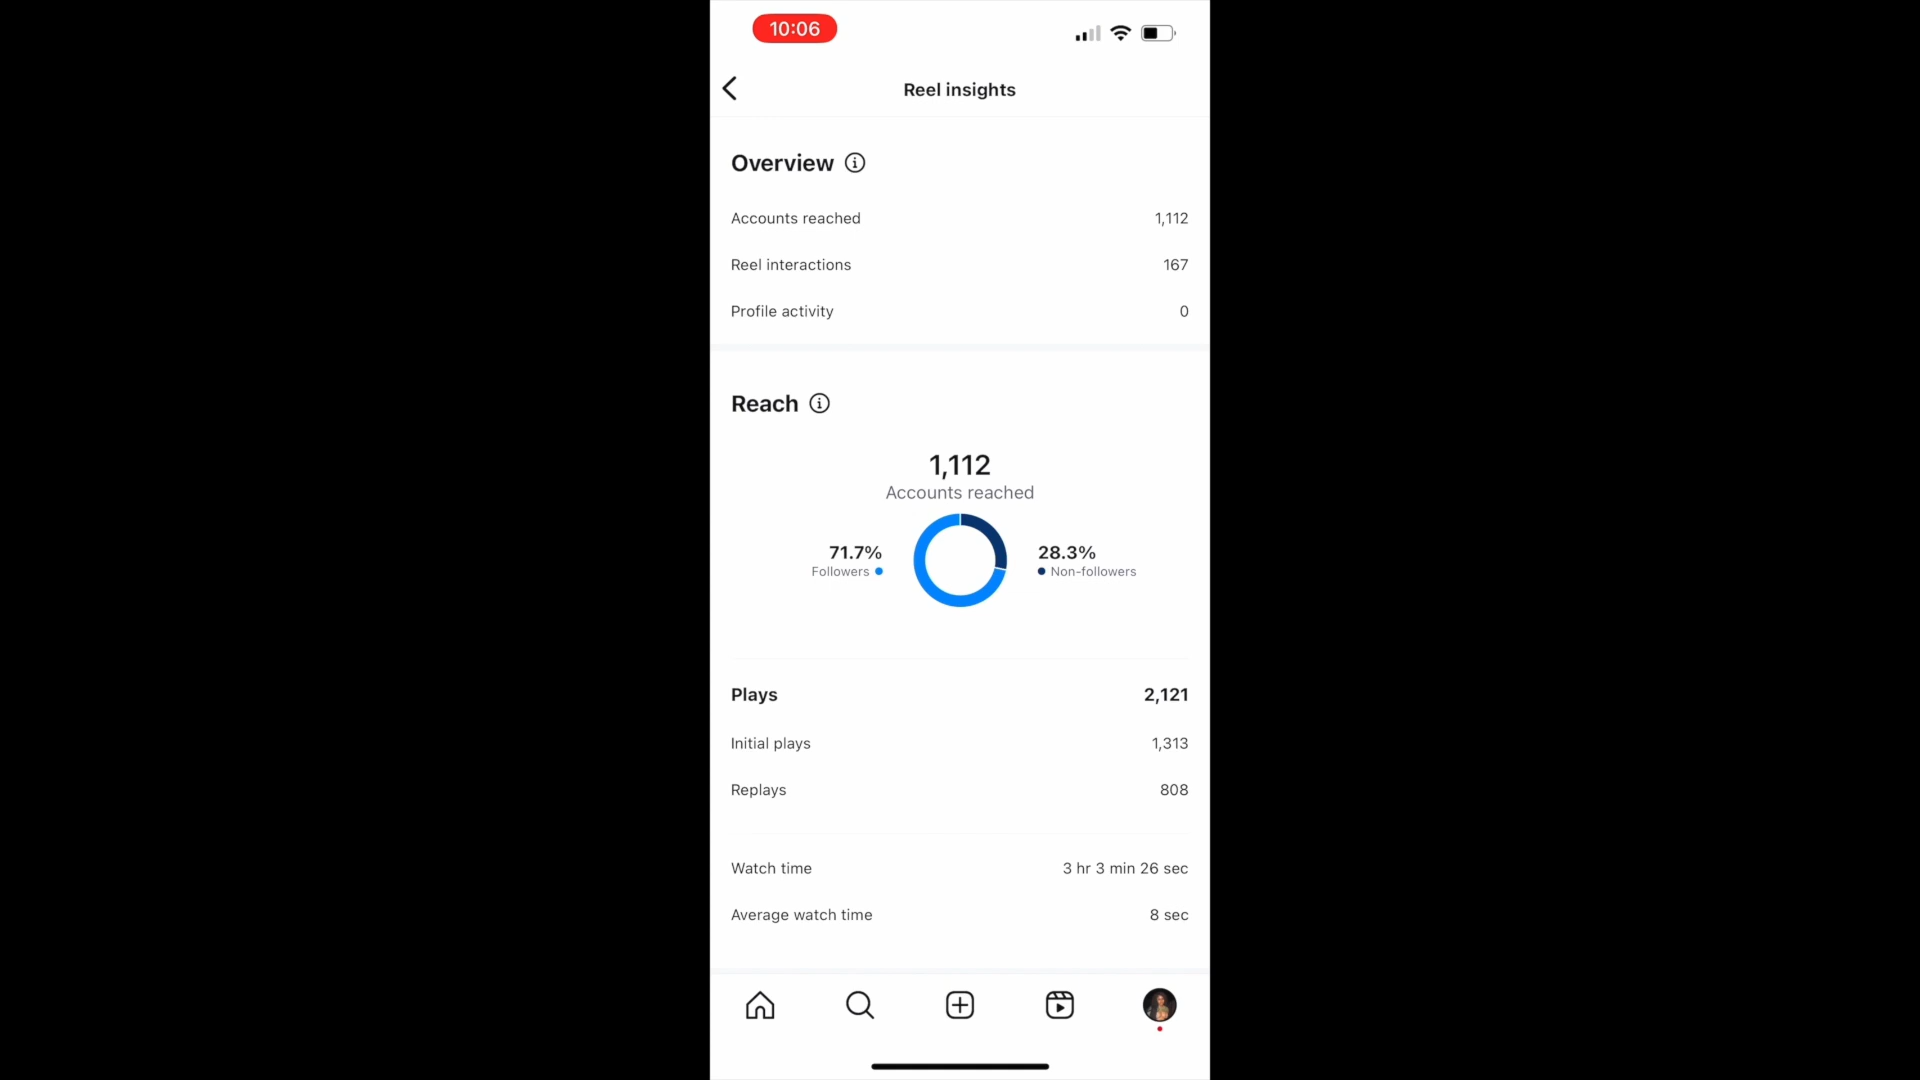 10:06
Reel insights
Overview
Accounts reached 1,112
Reel interactions 167
Profile activity 0
Reach
1,112
Accounts reached
71.7% 28.3%
Followers Non-followers
Plays 2,121
Initial plays 1,313
Replays 808
Watch time 3 hr 3 min 26 sec
Average watch time 8 sec